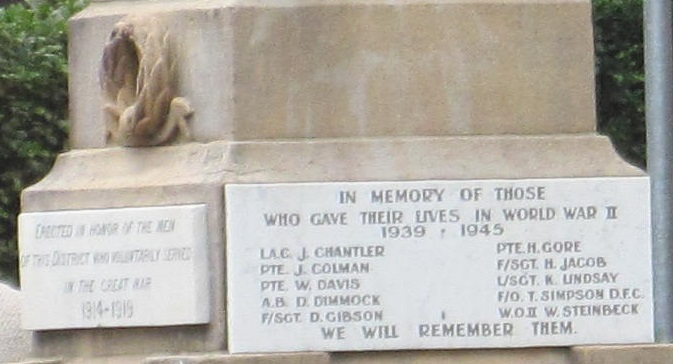 ERECTED IN HONOR OF THE MEN
OF THIS DISTRICT WHO VOLUNTARILY SERVED
IN THE GREAT WAR
1914-1919
IN MEMORY OF THOSE
WHO GAVE THEIR LIVES IN WORLD WAR II
1939 1945
L.A.C. J. CHANTLER
PTE. J. COLMAN
PTE. W. DAVIS
A.B. D. DIMMOCK
F/SGT. D. GIBSON
PTE. H. GORE
F/SGT. H. JACOB
L/SGT. K. LINDSAY
F/O. T. SIMPSON D.F.C.
W.O.II W. STEINBECK
WE WILL REMEMBER THEM.